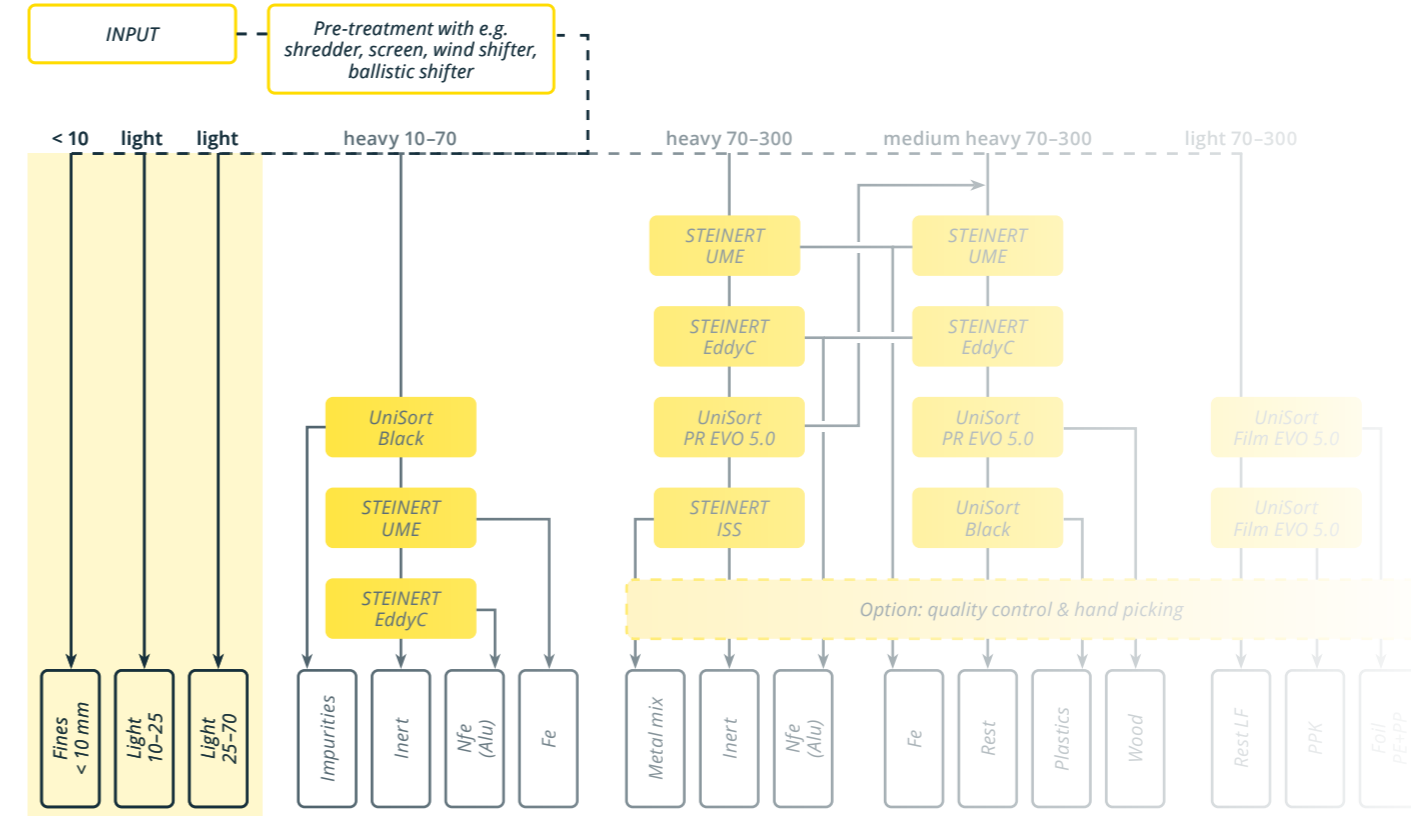 INPUT
Pre-treatment with e.g.
shredder, screen, wind shifter,
ballistic shifter
< 10
light
light
heavy 10–70
heavy 70–300
medium heavy 70–300
light 70–300
STEINERT
UME
STEINERT
UME
STEINERT
EddyC
STEINERT
EddyC
UniSort
Black
UniSort
PR EVO 5.0
UniSort
PR EVO 5.0
UniSort
Film EVO 5.0
STEINERT
UME
STEINERT
ISS
UniSort
Black
UniSort
Film EVO 5.0
STEINERT
EddyC
Option: quality control & hand picking
Fines
< 10 mm
Light
10–25
Light
25–70
Impurities
Inert
Nfe
(Alu)
Fe
Metal mix
Inert
Nfe
(Alu)
Fe
Rest
Plastics
Wood
Rest LF
PPK
Foil
PE+PP